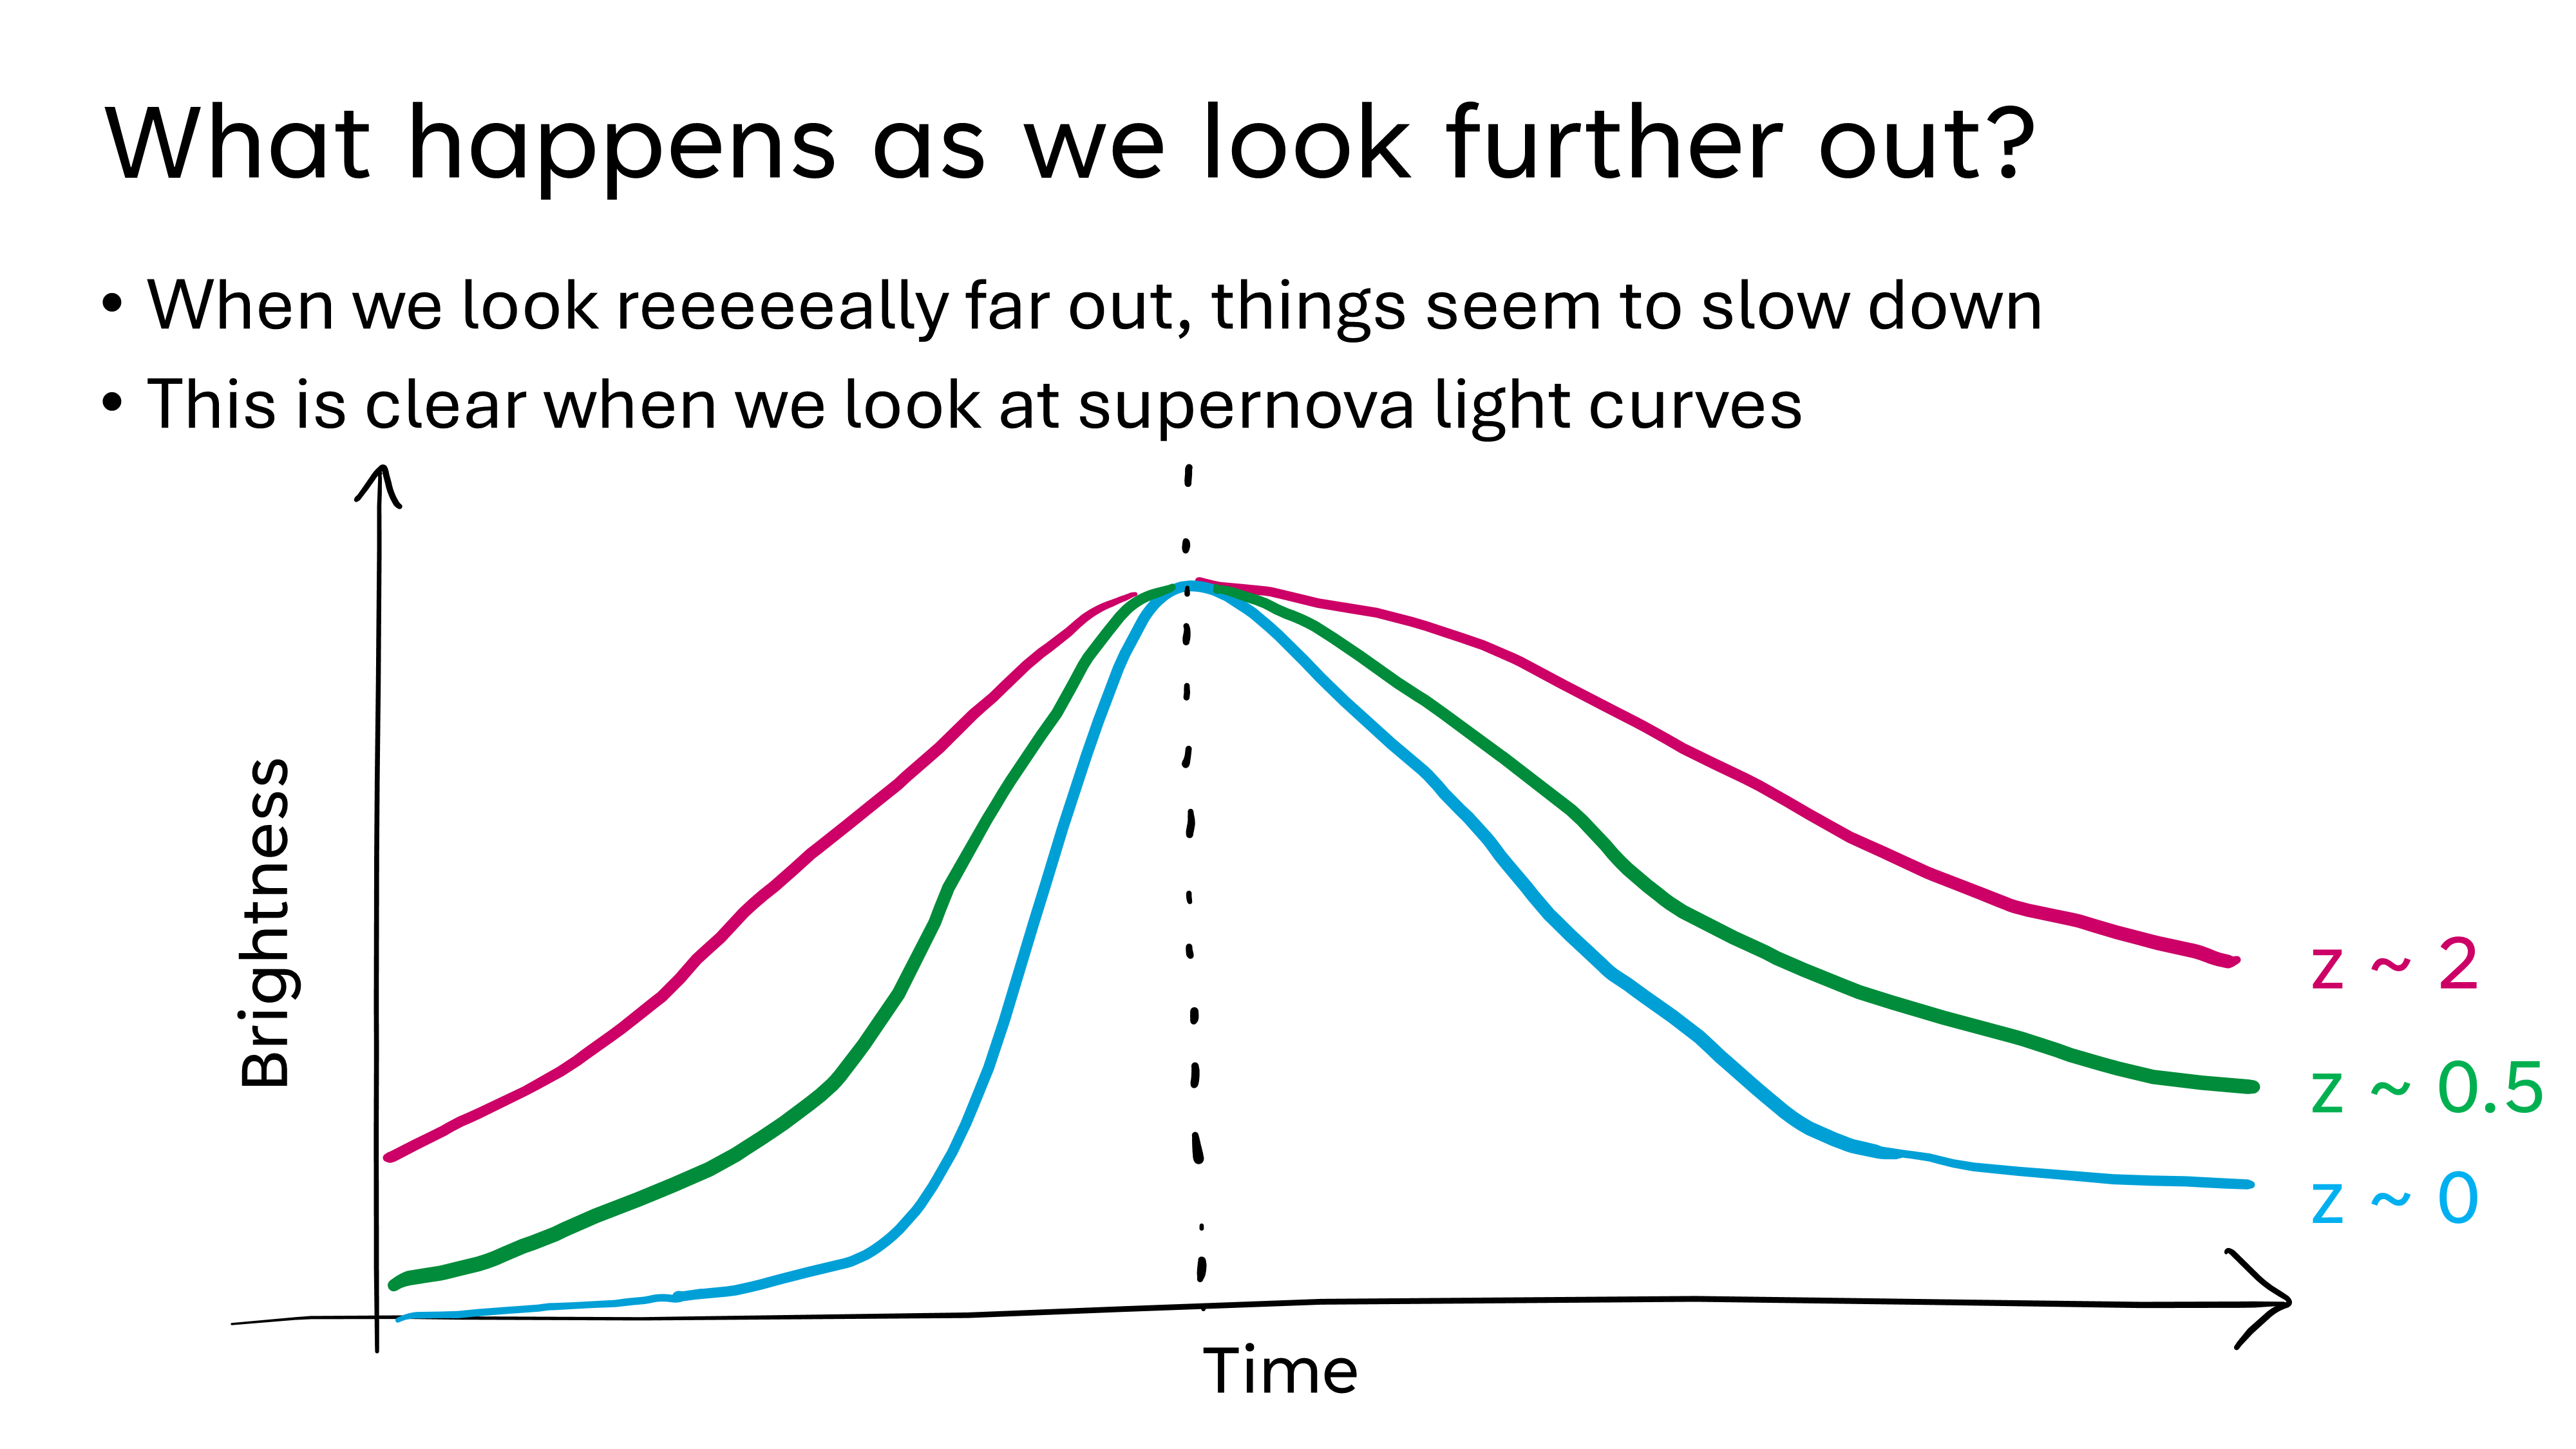 What happens as we look further out?
• When we look reeeeeally far out, things seem to slow down
• This is clear when we look at supernova light curves
Brightness
z ~ 2
z ~ 0.5
z ~ 0
Time